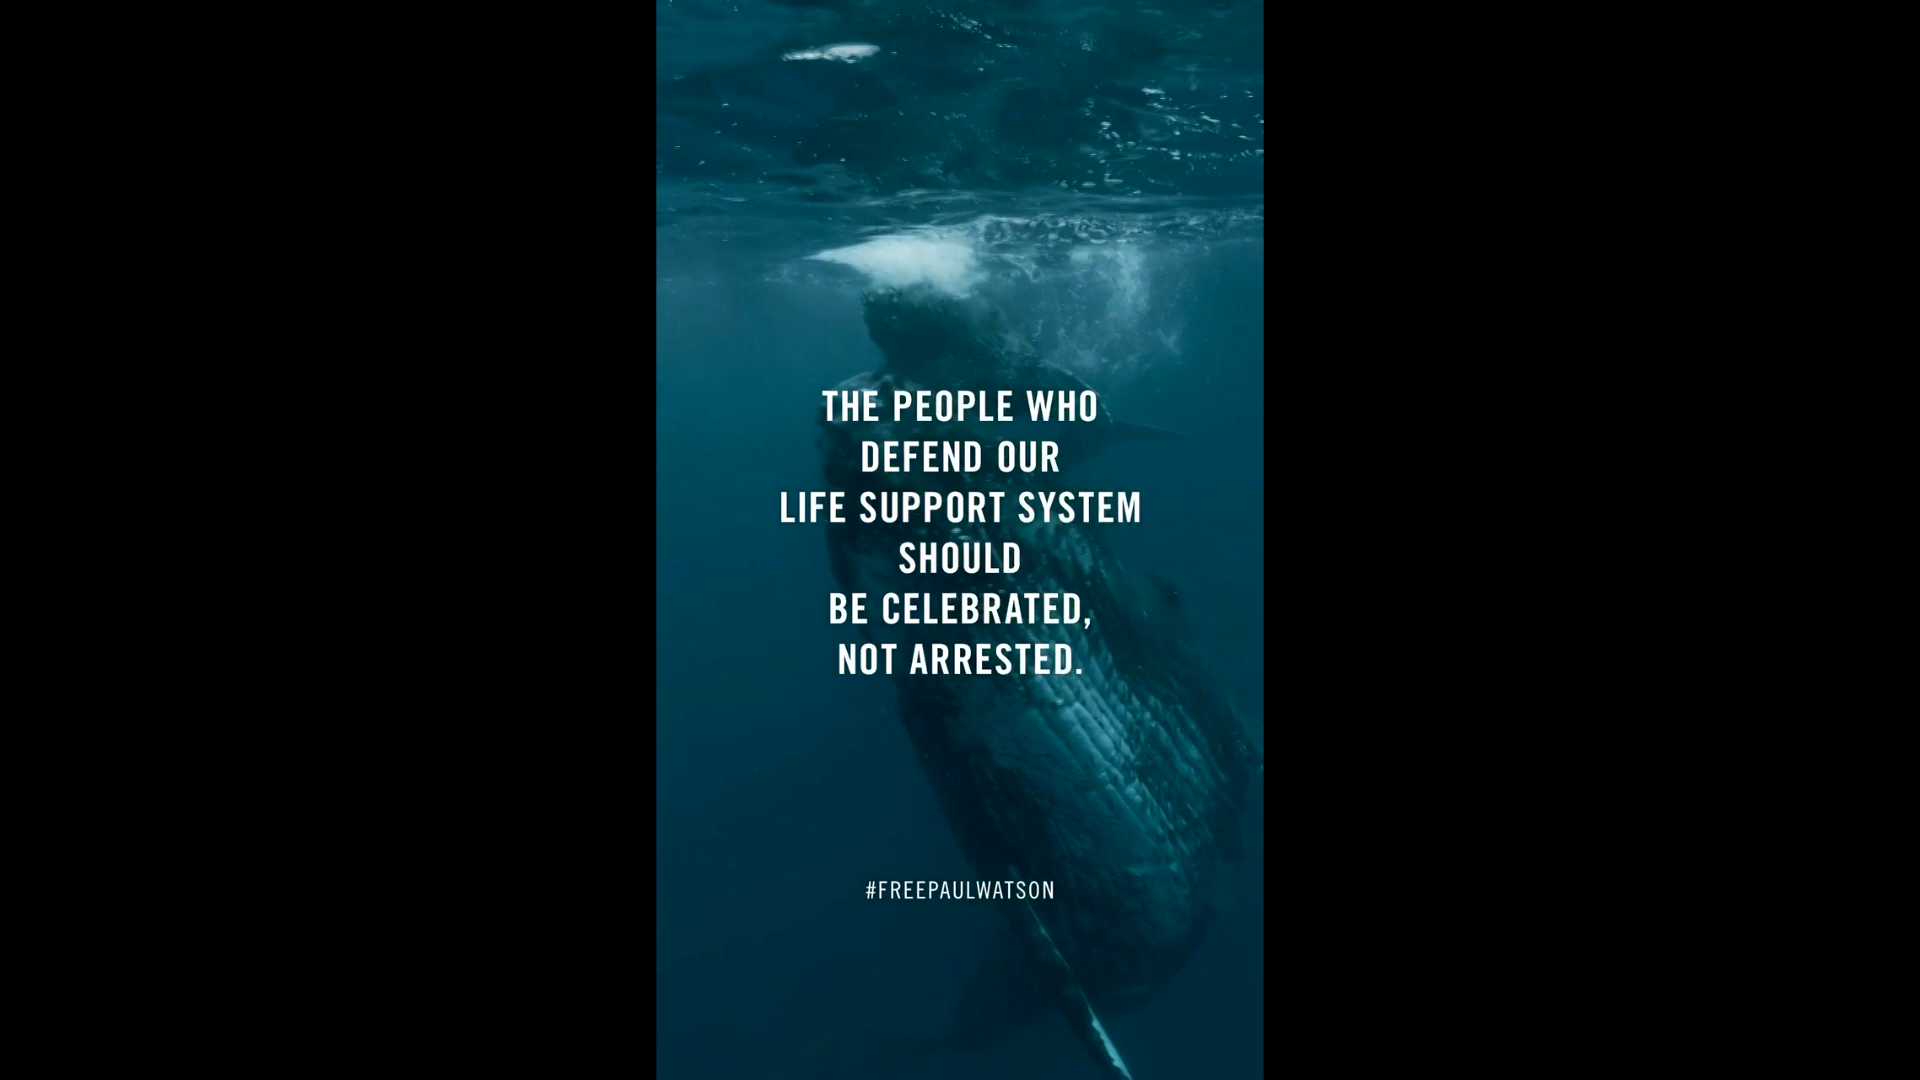 THE PEOPLE WHO
DEFEND OUR
LIFE SUPPORT SYSTEM
SHOULD
BE CELEBRATED,
NOT ARRESTED.
#FREEPAULWATSON